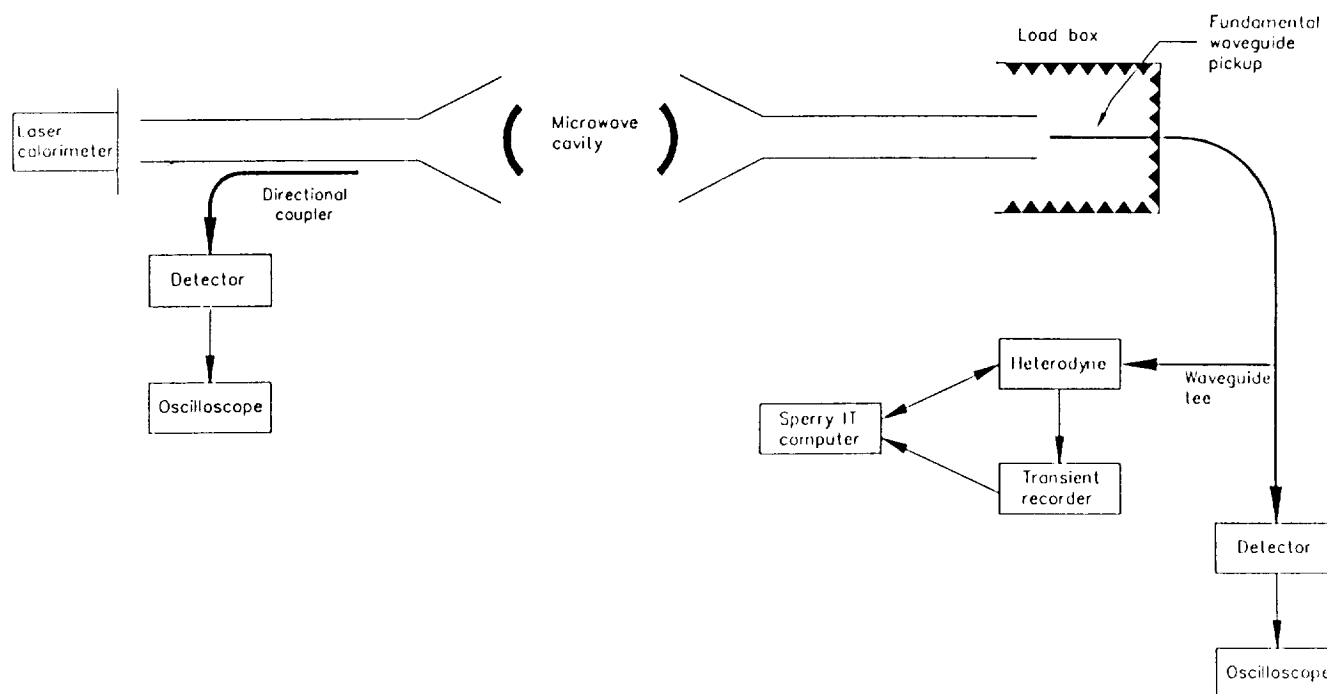 Fundamental
waveguide
pickup
Load box
Laser
calorimeter
Microwave
cavity
Directional
coupler
Detector
Oscilloscope
Heterodyne
Waveguide
tee
Sperry IT
computer
Transient
recorder
Detector
Oscilloscope